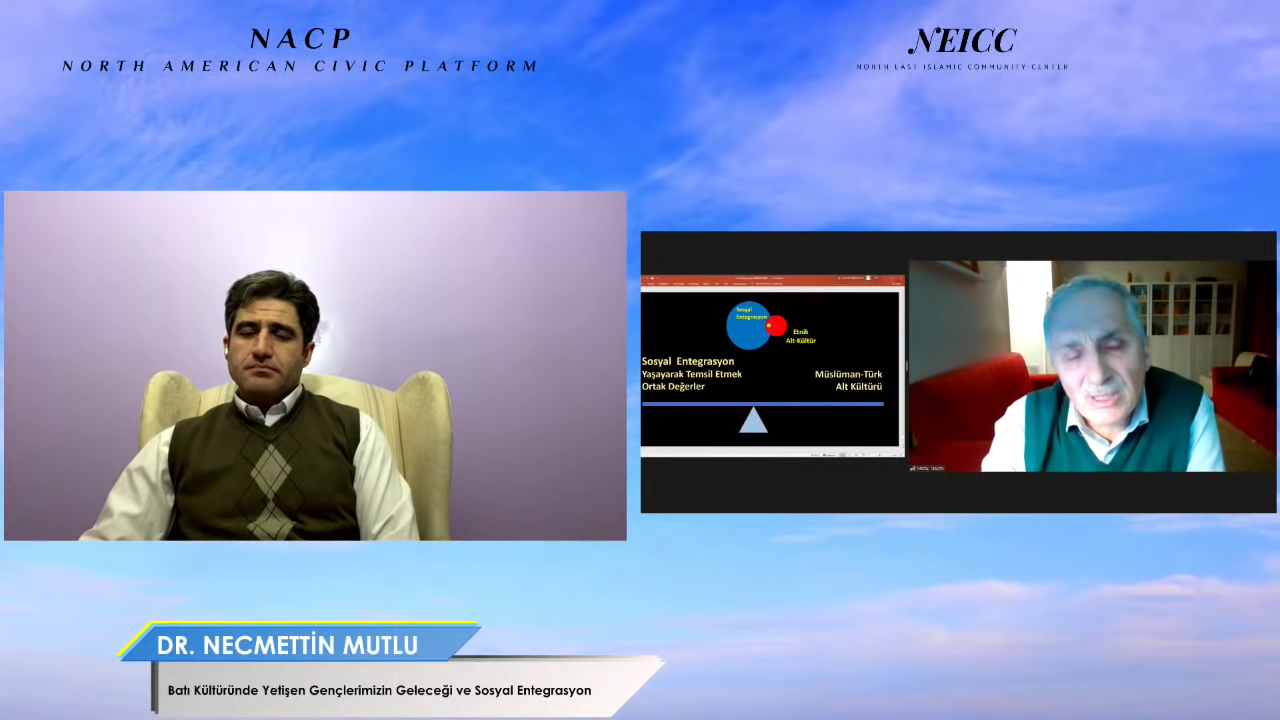 NACP
NORTH AMERICAN CIVIC PLATFORM
NEICC
NORTH EAST ISLAMIC COMMUNITY CENTER
Sosyal
Entegrasyon
Etnik
Alt-Kültür
Sosyal Entegrasyon
Yaşayarak Temsil Etmek
Ortak Değerler
Müslüman-Türk
Alt Kültürü
DR. NECMETTİN MUTLU
Batı Kültüründe Yetişen Gençlerimizin Geleceği ve Sosyal Entegrasyon